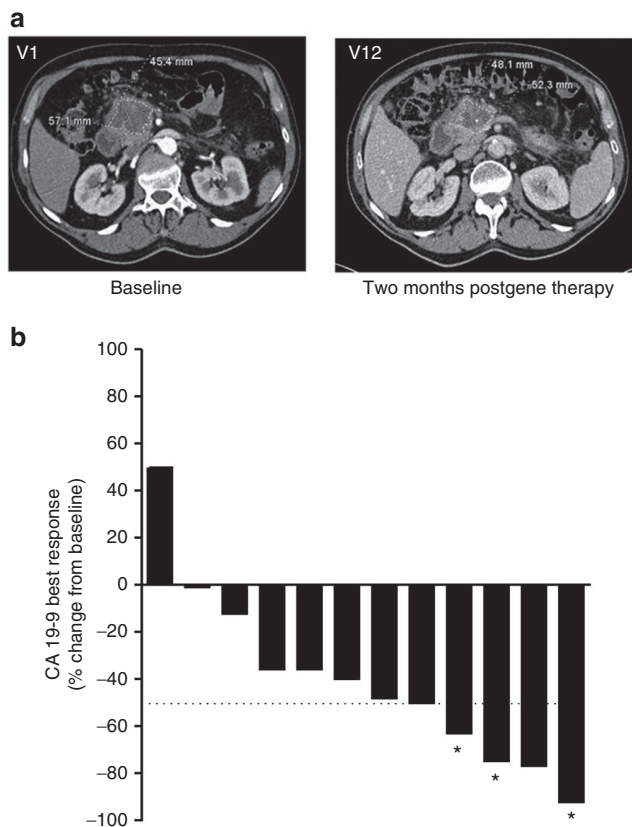 a
V1
45.4 mm
57.1 mm
Baseline
V12
48.1 mm
52.3 mm
Two months postgene therapy
b
CA 19-9 best response
(% change from baseline)
100
80
60
40
20
0
−20
−40
−60
−80
−100
*
*
*